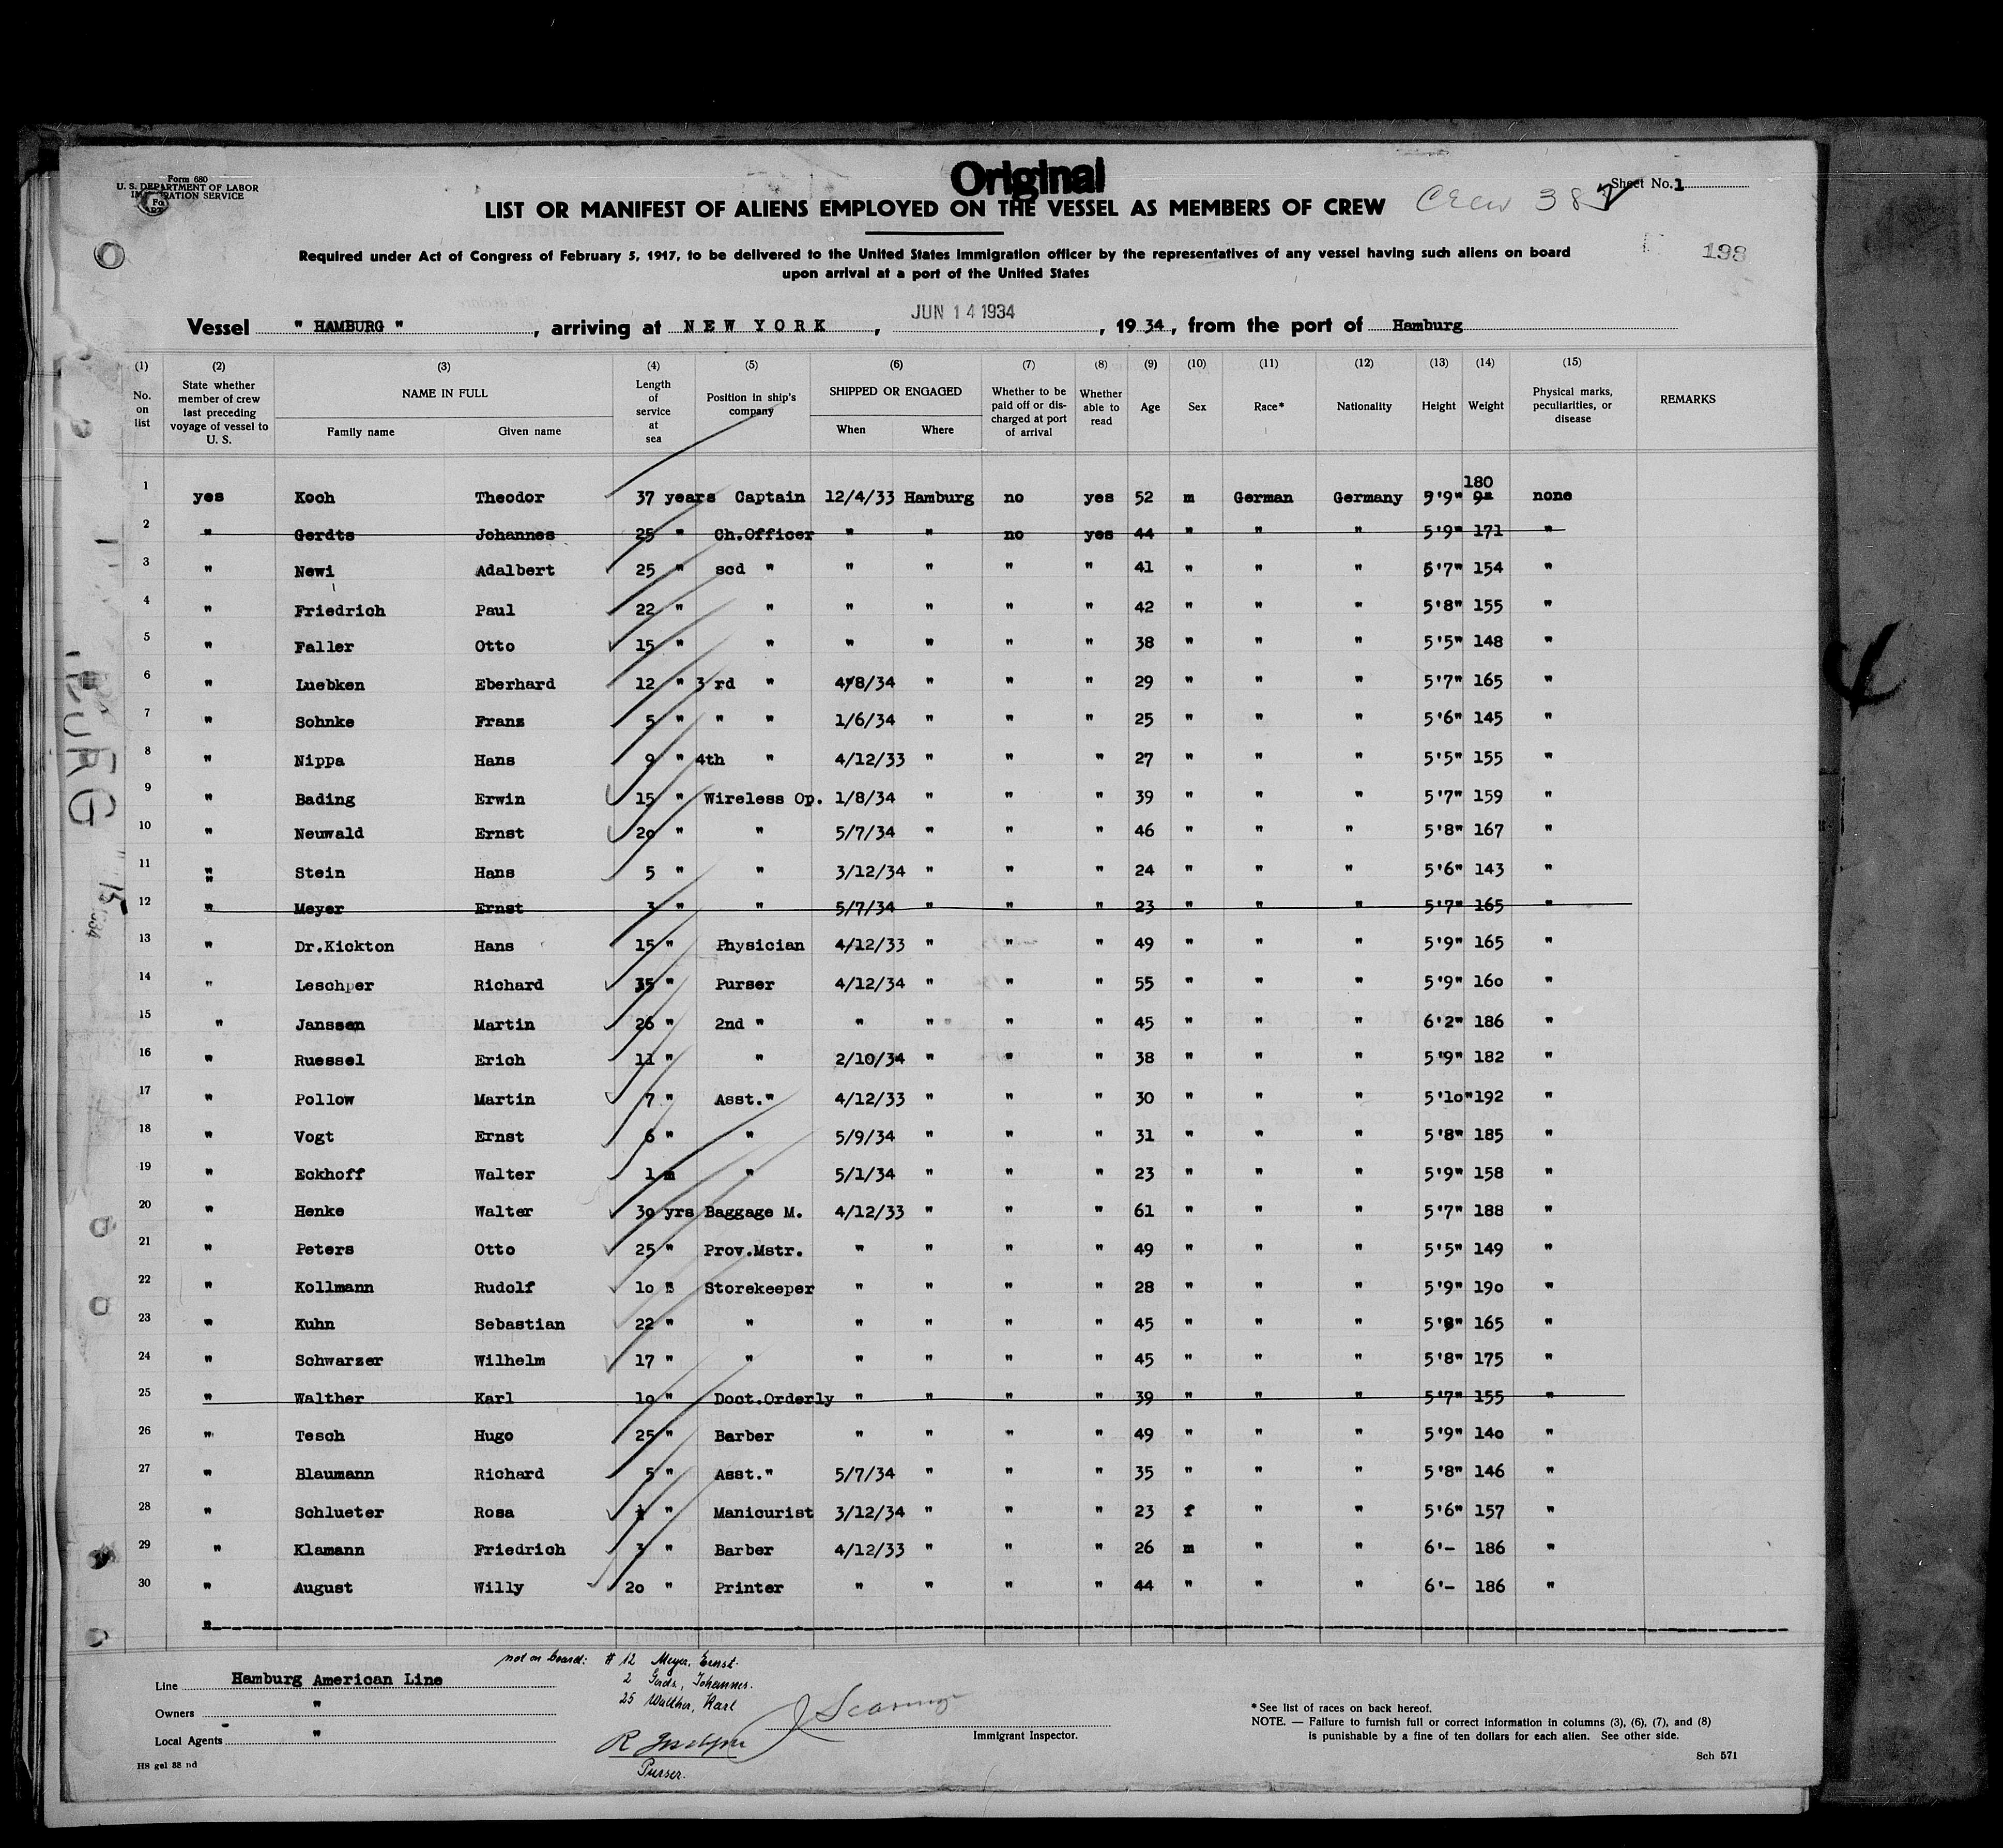 Original
Form 680
U. S. DEPARTMENT OF LABOR
IMMIGRATION SERVICE
Sheet No. 1
LIST OR MANIFEST OF ALIENS EMPLOYED ON THE VESSEL AS MEMBERS OF CREW
Crew 382
Required under Act of Congress of February 5, 1917, to be delivered to the United States Immigration officer by the representatives of any vessel having such aliens on board
upon arrival at a port of the United States
198
Vessel " HAMBURG " , arriving at NEW YORK , JUN 14 1934 , 19 34 , from the port of Hamburg
(1) (2) (3) (4) (5) (6) (7) (8) (9) (10) (11) (12) (13) (14) (15)
No. on list State whether member of crew last preceding voyage of vessel to U. S. NAME IN FULL Family name Given name Length of service at sea Position in ship's company SHIPPED OR ENGAGED When Where Whether to be paid off or discharged at port of arrival Whether able to read Age Sex Race* Nationality Height Weight Physical marks, peculiarities, or disease REMARKS
1 yes Koch Theodor 37 years Captain 12/4/33 Hamburg no yes 52 m German Germany 5'9" 180 none
2 " Gerdts Johannes 25 " Ch.Officer " " no yes 44 " " " 5'9" 171 "
3 " Newi Adalbert 25 " scd " " " " " 41 " " " 5'7" 154 "
4 " Friedrich Paul 22 " " " " " " 42 " " " 5'8" 155 "
5 " Faller Otto 15 " " " " " " 38 " " " 5'5" 148 "
6 " Luebken Eberhard 12 " 3 rd " 4/8/34 " " " 29 " " " 5'7" 165 "
7 " Sohnke Franz 5 " " " 1/6/34 " " " 25 " " " 5'6" 145 "
8 " Nippa Hans 9 " 4th " 4/12/33 " " " 27 " " " 5'5" 155 "
9 " Bading Erwin 15 " Wireless Op. 1/8/34 " " " 39 " " " 5'7" 159 "
10 " Neuwald Ernst 20 " " 5/7/34 " " " 46 " " " 5'8" 167 "
11 " Stein Hans 5 " " 3/12/34 " " " 24 " " " 5'6" 143 "
12 " Meyer Ernst 3 " " 5/7/34 " " " 23 " " " 5'7" 165 "
13 " Dr.Kickton Hans 15 " Physician 4/12/33 " " " 49 " " " 5'9" 165 "
14 " Leschper Richard 35 " Purser 4/12/34 " " " 55 " " " 5'9" 160 "
15 " Janssen Martin 26 " 2nd " " " " " 45 " " " 6'2" 186 "
16 " Ruessel Erich 11 " " 2/10/34 " " " 38 " " " 5'9" 182 "
17 " Pollow Martin 7 " Asst." 4/12/33 " " " 30 " " " 5'10" 192 "
18 " Vogt Ernst 6 " " 5/9/34 " " " 31 " " " 5'8" 185 "
19 " Eckhoff Walter 1 m " 5/1/34 " " " 23 " " " 5'9" 158 "
20 " Henke Walter 30 yrs Baggage M. 4/12/33 " " " 61 " " " 5'7" 188 "
21 " Peters Otto 25 " Prov.Mstr. " " " " 49 " " " 5'5" 149 "
22 " Kollmann Rudolf 10 " Storekeeper " " " " 28 " " " 5'9" 190 "
23 " Kuhn Sebastian 22 " " " " " " 45 " " " 5'8" 165 "
24 " Schwarzer Wilhelm 17 " " " " " " 45 " " " 5'8" 175 "
25 " Walther Karl 10 " Doct.Orderly " " " " 39 " " " 5'7" 155 "
26 " Tesch Hugo 25 " Barber " " " " 49 " " " 5'9" 140 "
27 " Blaumann Richard 5 " Asst." 5/7/34 " " " 35 " " " 5'8" 146 "
28 " Schlueter Rosa " Manicurist 3/12/34 " " " 23 f " " 5'6" 157 "
29 " Klamann Friedrich 3 " Barber 4/12/33 " " " 26 m " " 6'- 186 "
30 " August Willy 20 " Printer " " " " 44 " " " 6'- 186 "
"
not on board: # 12 Meyer, Ernst.
2 Gerdts, Johannes.
25 Walther, Karl
Line Hamburg American Line
Owners "
Local Agents "
HS gel 38 nd
Purser.
Immigrant Inspector.
*See list of races on back hereof.
NOTE. — Failure to furnish full or correct information in columns (3), (6), (7), and (8)
is punishable by a fine of ten dollars for each alien. See other side.
Sch 571